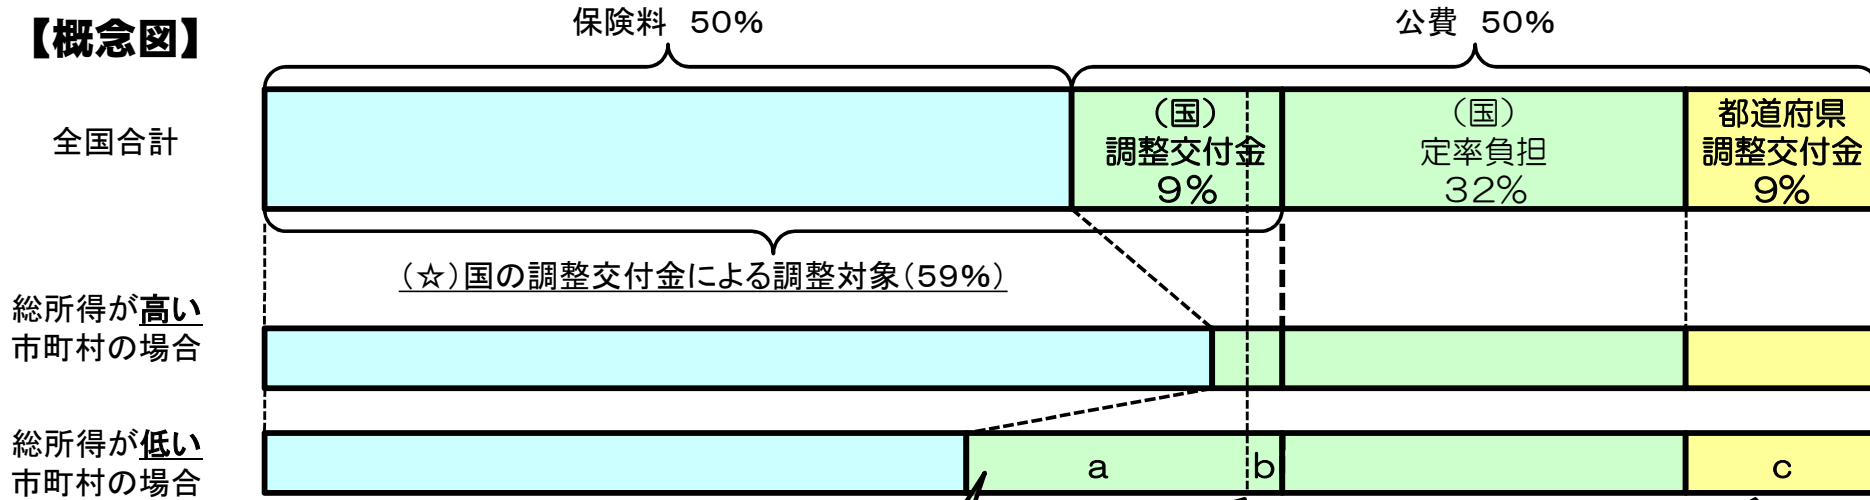 【概念図】
保険料 50%
公費 50%
全国合計
(国)
調整交付金
9%
(国)
定率負担
32%
都道府県
調整交付金
9%
(☆)国の調整交付金による調整対象(59%)
総所得が高い
市町村の場合
総所得が低い
市町村の場合
a
b
c